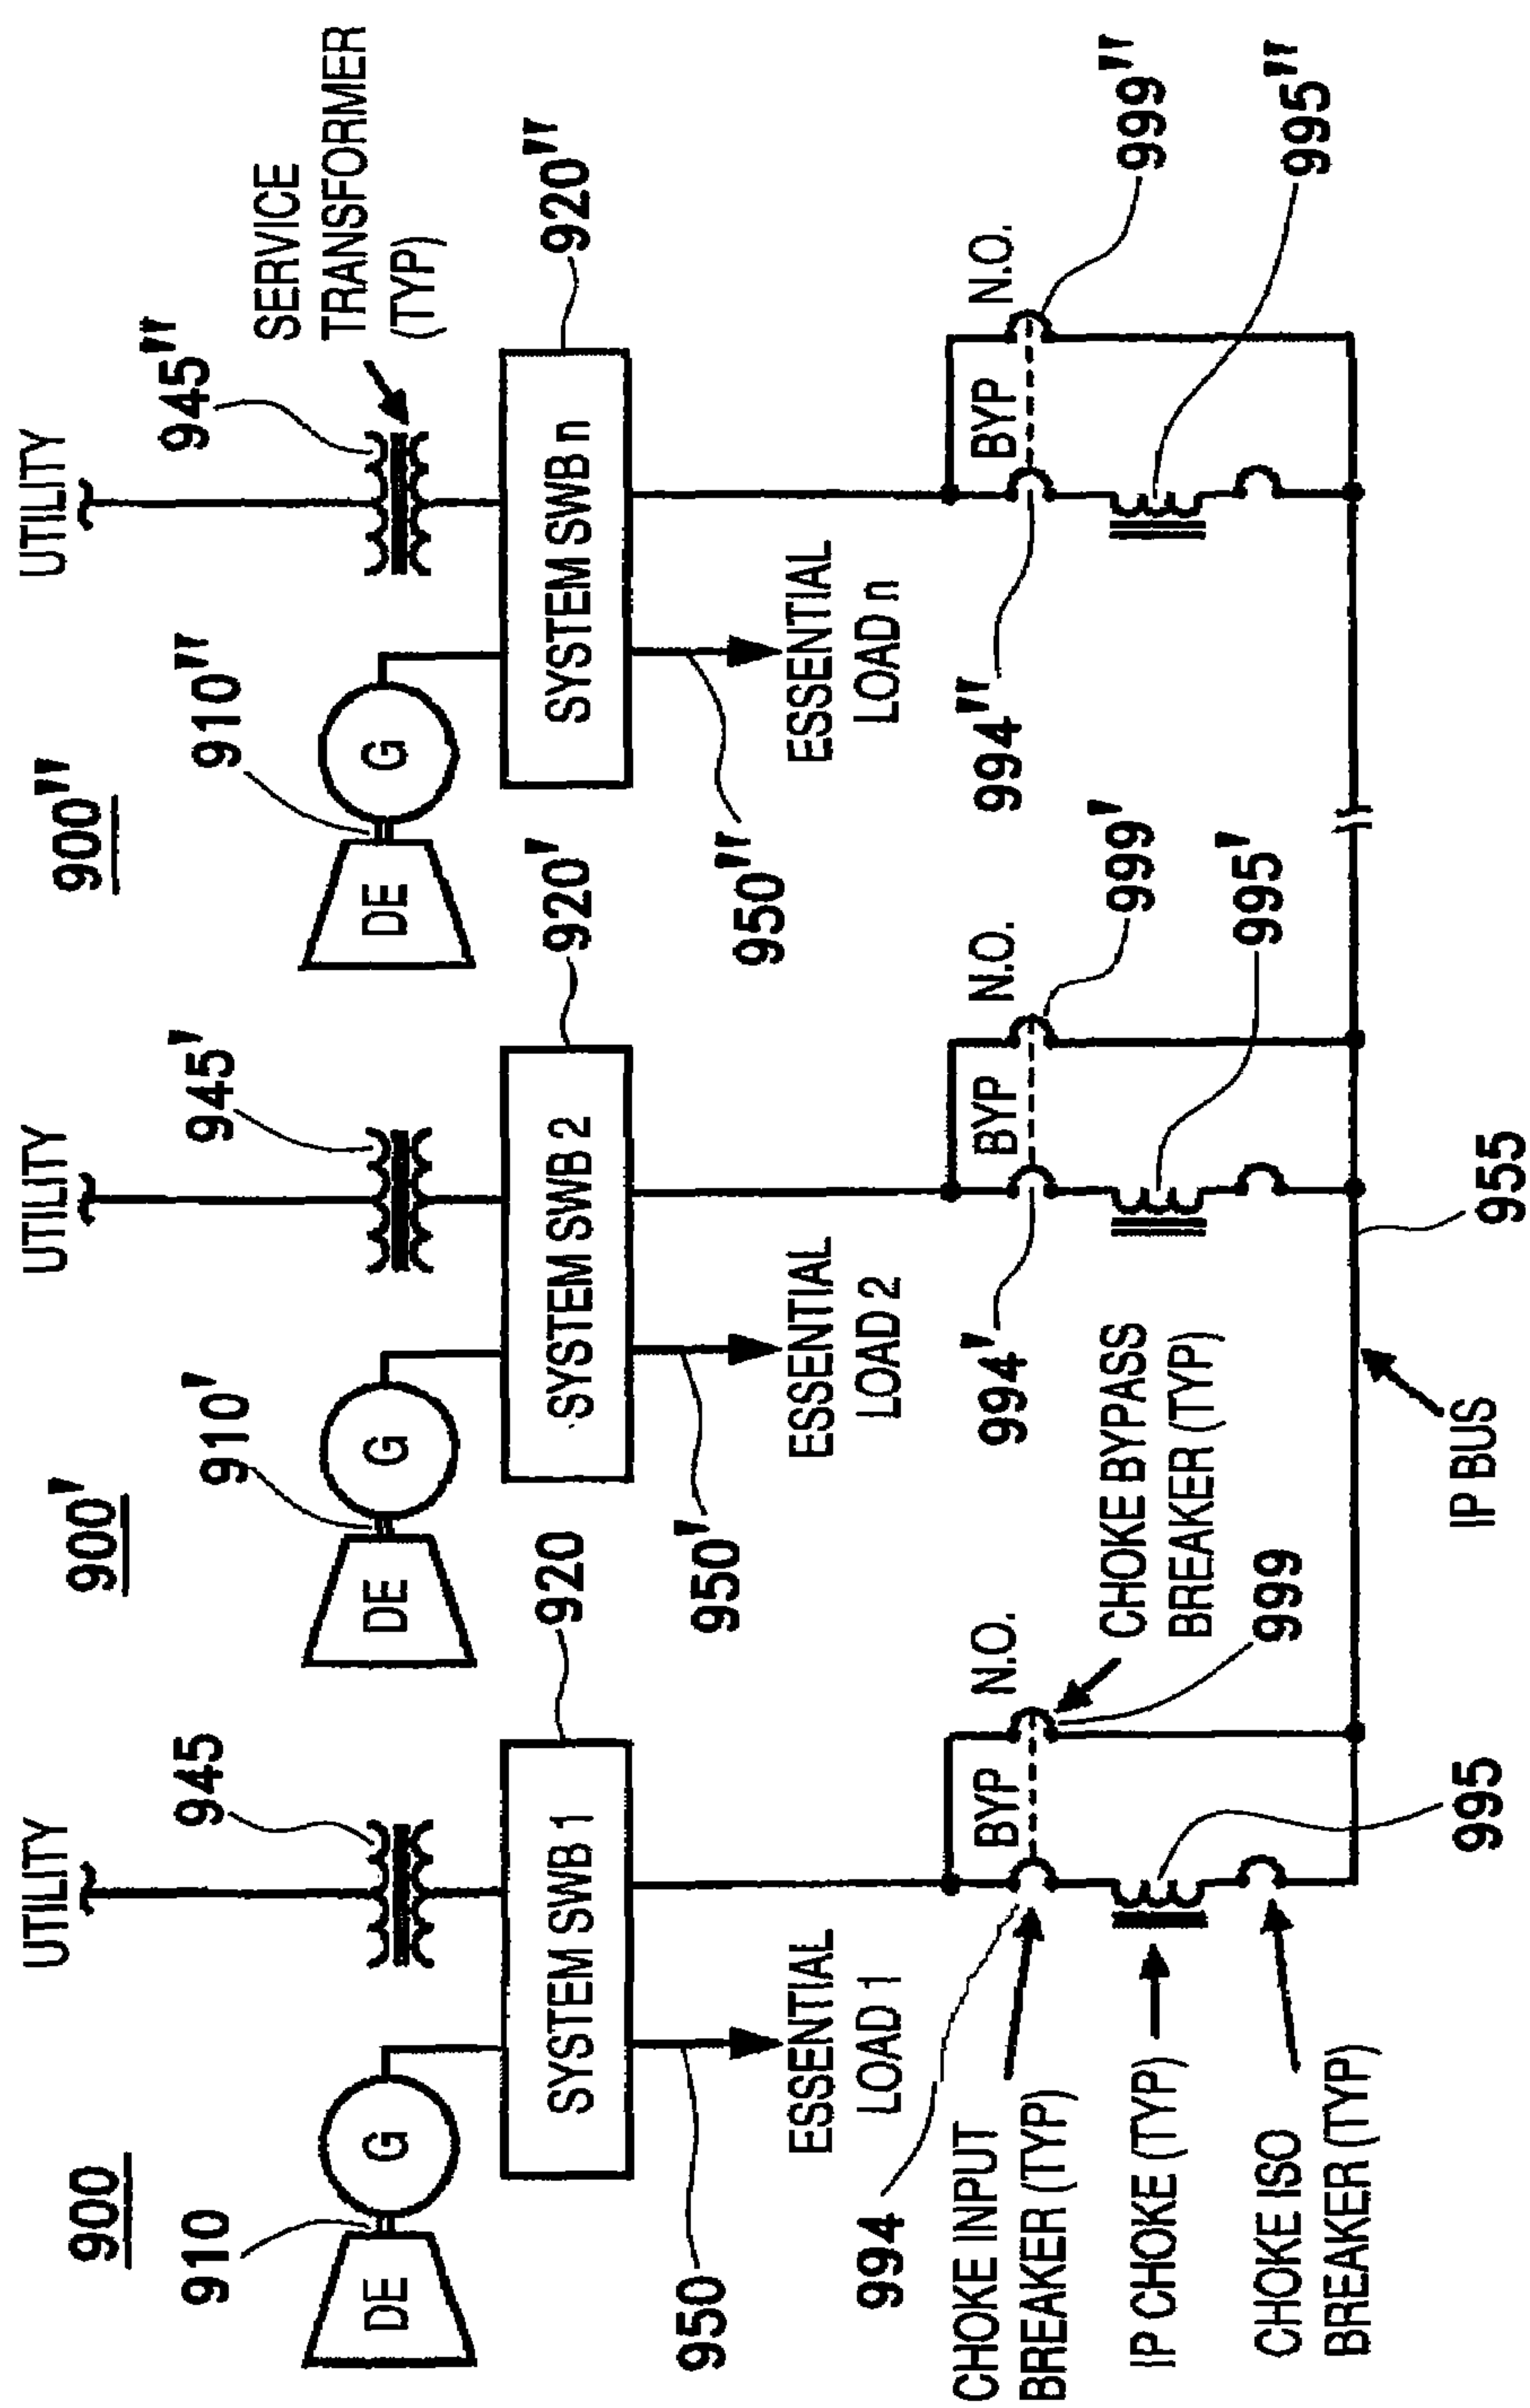 900
910
DE
G
UTILITY
945
SYSTEM SWB 1
920
950
ESSENTIAL
LOAD 1
994
CHOKE INPUT
BREAKER (TYP)
IP CHOKE (TYP)
CHOKE ISO
BREAKER (TYP)
BYP
N.O.
CHOKE BYPASS
BREAKER (TYP)
999
995
900'
910'
DE
G
UTILITY
945'
SYSTEM SWB 2
920'
950'
ESSENTIAL
LOAD 2
994'
BYP
N.O.
999'
995'
IP BUS
955
900"
910"
DE
G
UTILITY
945"
SERVICE
TRANSFORMER
(TYP)
SYSTEM SWB n
920"
950"
ESSENTIAL
LOAD n
994"
BYP
N.O.
999"
995"